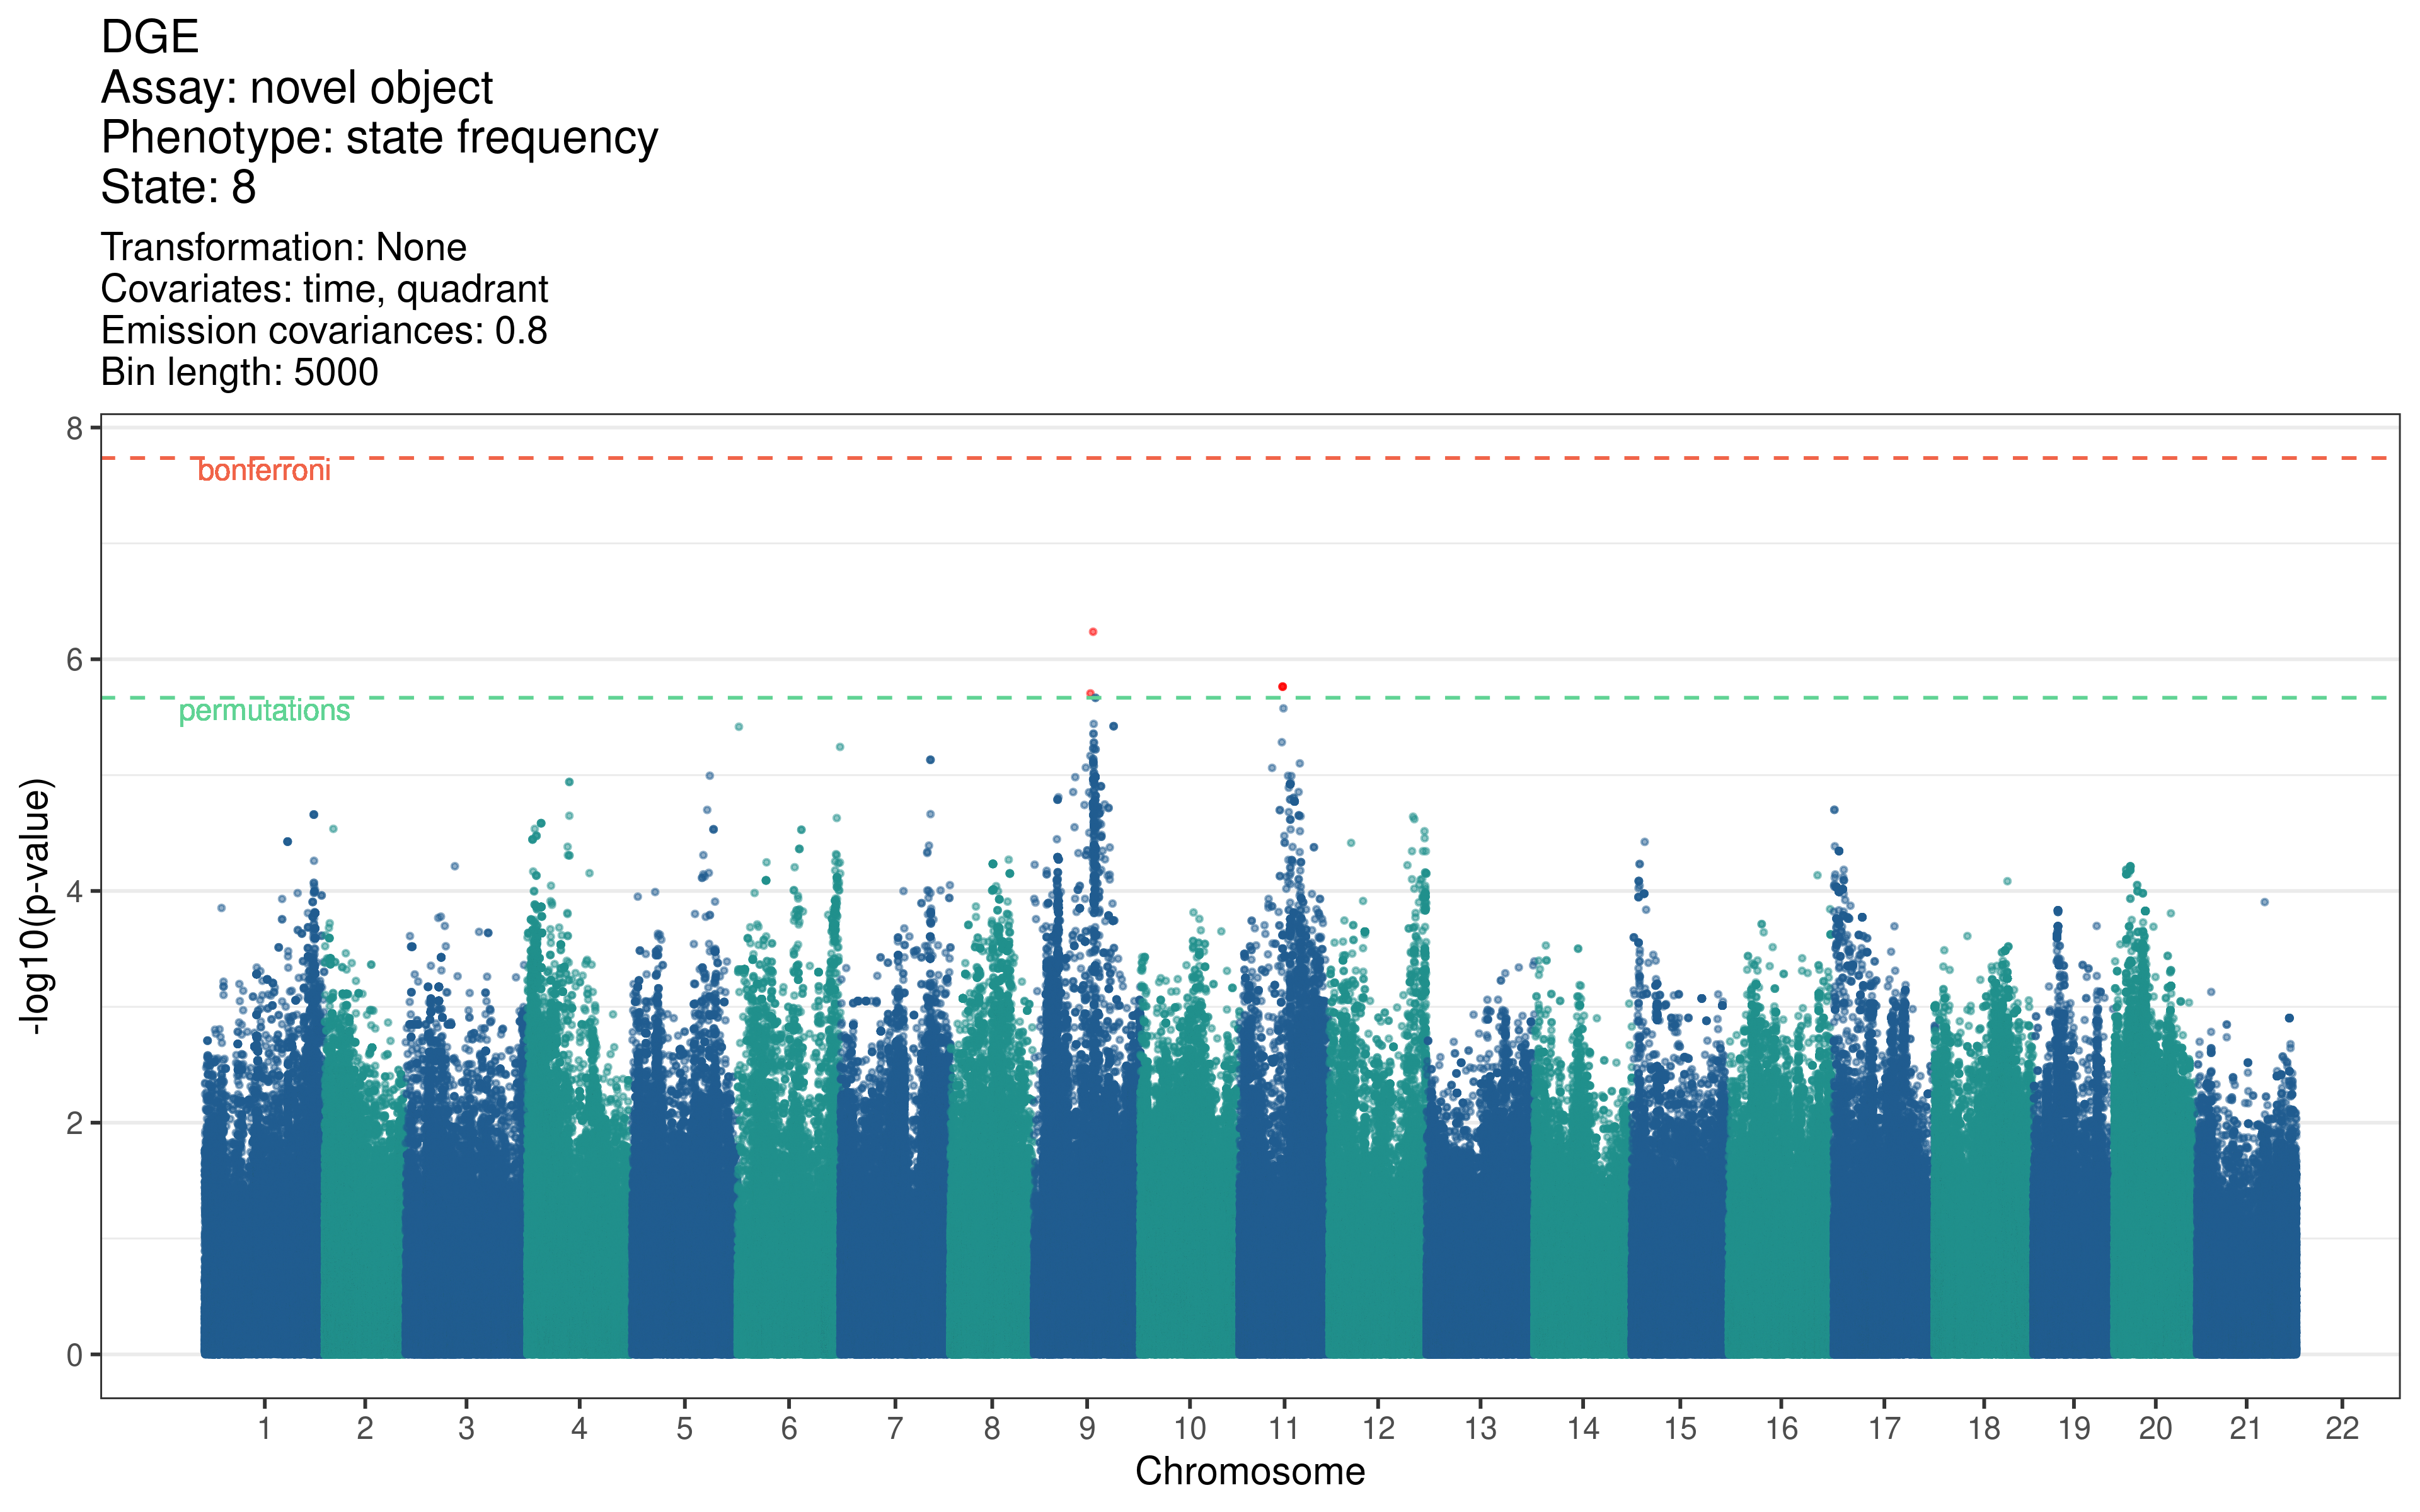 DGE
Assay: novel object
Phenotype: state frequency
State: 8
Transformation: None
Covariates: time, quadrant
Emission covariances: 0.8
Bin length: 5000
8
bonferroni
6
permutations
4
2
0
-log10(p-value)
1 2 3 4 5 6 7 8 9 10 11 12 13 14 15 16 17 18 19 20 21 22
Chromosome